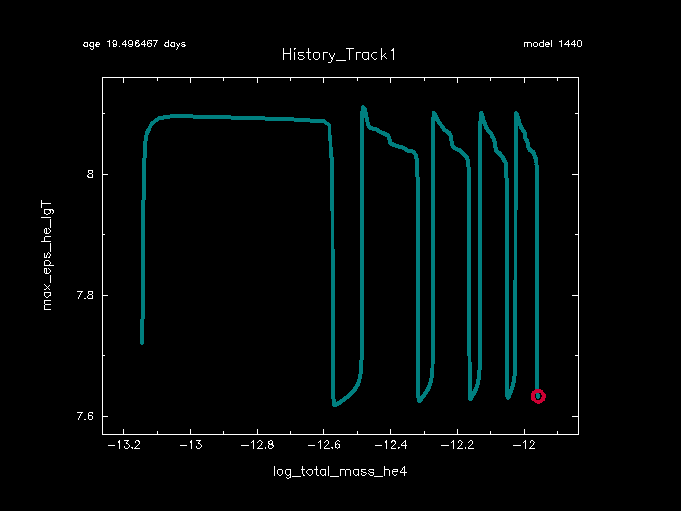 age 19.496467 days
model 1440
History_Track1
max_eps_he_lgT
8
7.8
7.6
−13.2 −13 −12.8 −12.6 −12.4 −12.2 −12
log_total_mass_he4